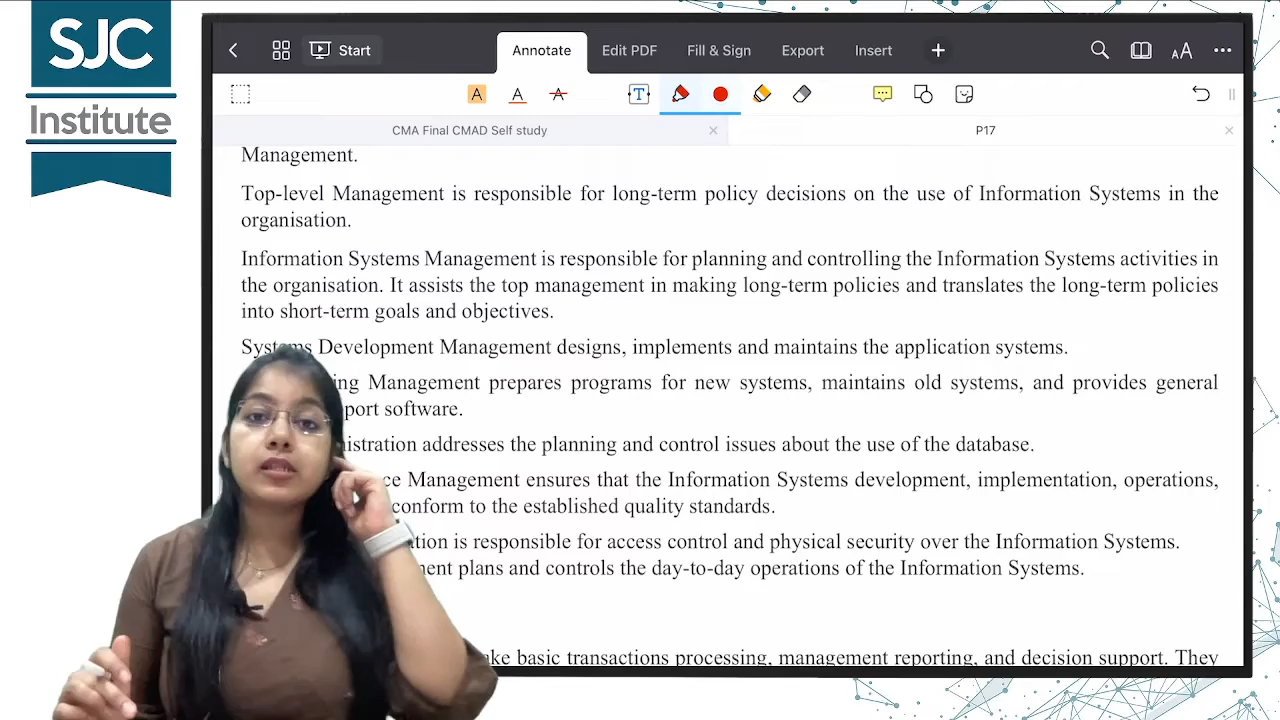 SJC
Institute
Start
Annotate
Edit PDF
Fill & Sign
Export
Insert
CMA Final CMAD Self study
P17
Management.
Top-level Management is responsible for long-term policy decisions on the use of Information Systems in the
organisation.
Information Systems Management is responsible for planning and controlling the Information Systems activities in
the organisation. It assists the top management in making long-term policies and translates the long-term policies
into short-term goals and objectives.
Systems Development Management designs, implements and maintains the application systems.
Management prepares programs for new systems, maintains old systems, and provides general
software.
addresses the planning and control issues about the use of the database.
Management ensures that the Information Systems development, implementation, operations,
conform to the established quality standards.
is responsible for access control and physical security over the Information Systems.
plans and controls the day-to-day operations of the Information Systems.
basic transactions processing, management reporting, and decision support. They